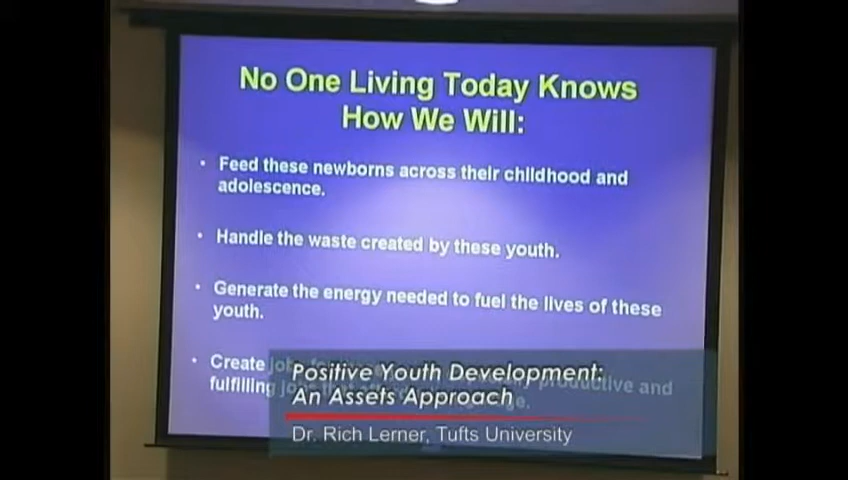 No One Living Today Knows
How We Will:
• Feed these newborns across their childhood and
adolescence.
• Handle the waste created by these youth.
• Generate the energy needed to fuel the lives of these
youth.
• Create productive and
fulfilling
Positive Youth Development:
An Assets Approach
Dr. Rich Lerner, Tufts University